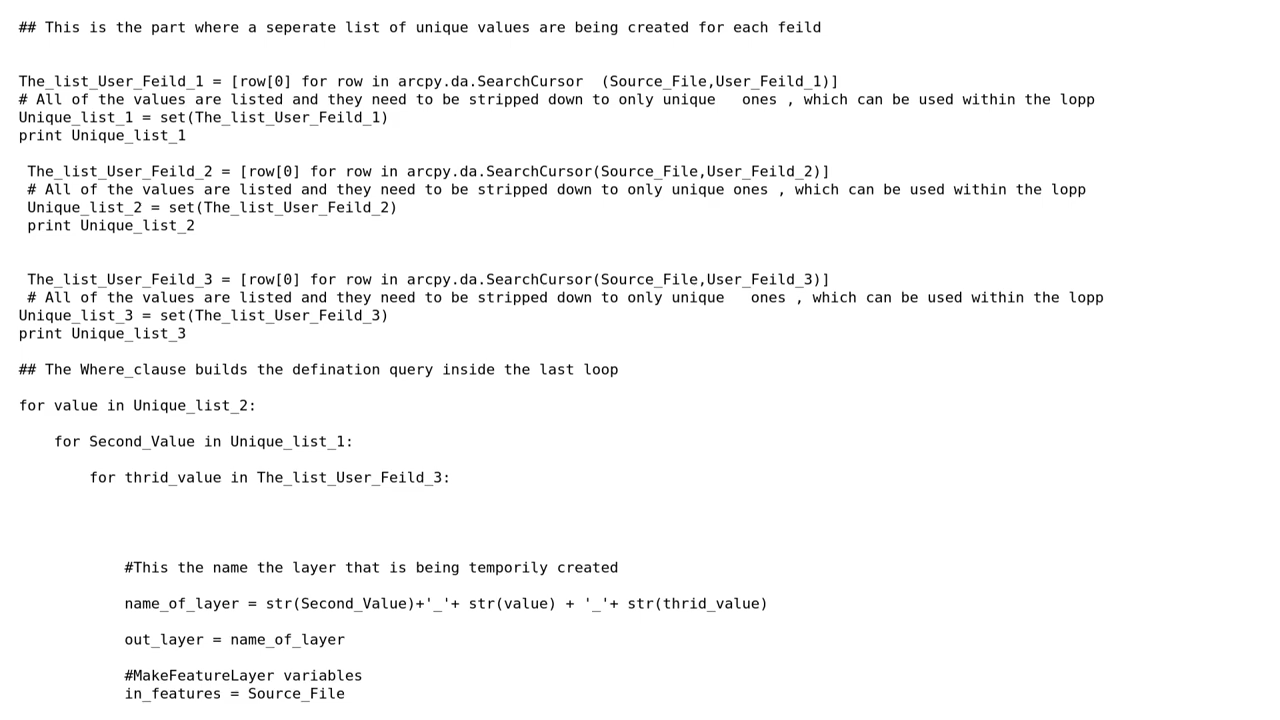 ## This is the part where a seperate list of unique values are being created for each feild
The_list_User_Feild_1 = [row[0] for row in arcpy.da.SearchCursor  (Source_File,User_Feild_1)]
# All of the values are listed and they need to be stripped down to only unique   ones , which can be used within the lopp
Unique_list_1 = set(The_list_User_Feild_1)
print Unique_list_1
 The_list_User_Feild_2 = [row[0] for row in arcpy.da.SearchCursor(Source_File,User_Feild_2)]
 # All of the values are listed and they need to be stripped down to only unique ones , which can be used within the lopp
 Unique_list_2 = set(The_list_User_Feild_2)
 print Unique_list_2
 The_list_User_Feild_3 = [row[0] for row in arcpy.da.SearchCursor(Source_File,User_Feild_3)]
 # All of the values are listed and they need to be stripped down to only unique   ones , which can be used within the lopp
Unique_list_3 = set(The_list_User_Feild_3)
print Unique_list_3
## The Where_clause builds the defination query inside the last loop
for value in Unique_list_2:
    for Second_Value in Unique_list_1:
        for thrid_value in The_list_User_Feild_3:
            #This the name the layer that is being temporily created
            name_of_layer = str(Second_Value)+'_'+ str(value) + '_'+ str(thrid_value)
            out_layer = name_of_layer
            #MakeFeatureLayer variables
            in_features = Source_File